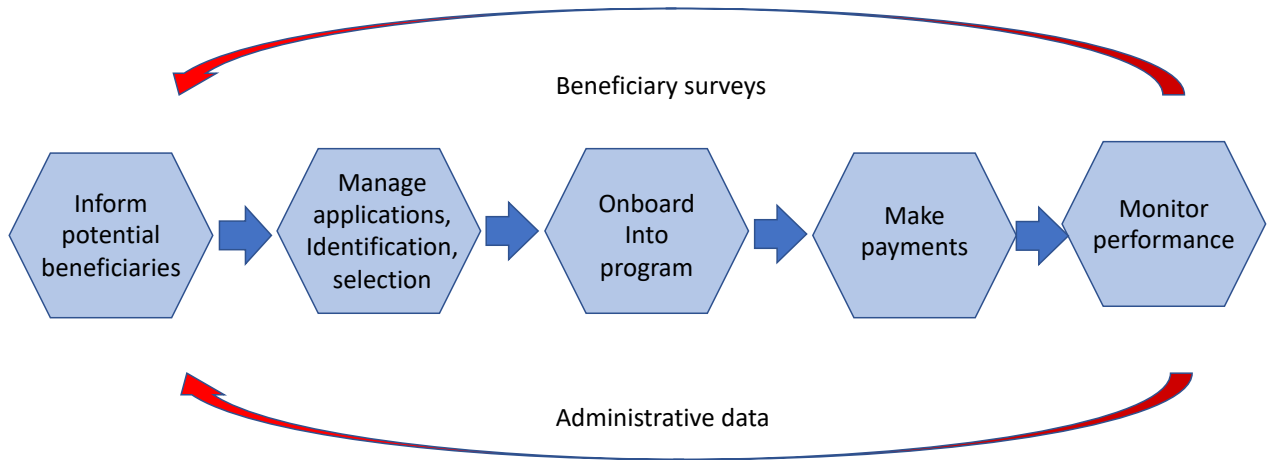 Beneficiary surveys
Inform
potential
beneficiaries
Manage
applications,
Identification,
selection
Onboard
Into
program
Make
payments
Monitor
performance
Administrative data